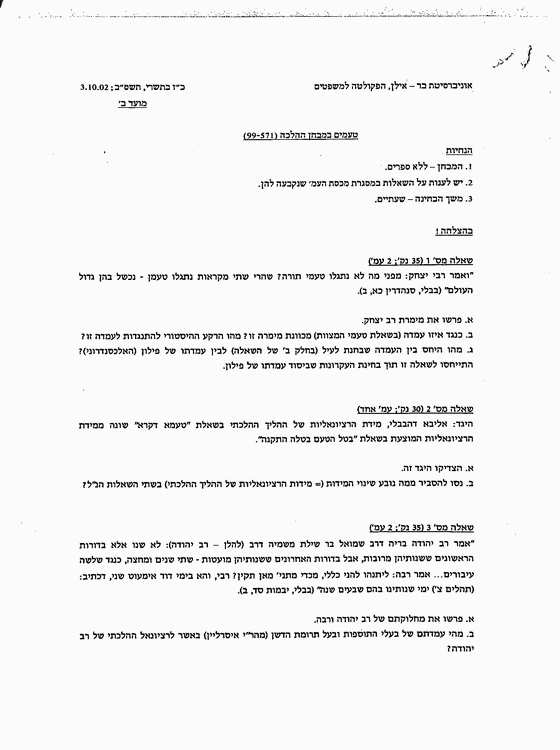 אוניברסיטת בר – אילן, הפקולטה למשפטים
כ"ז בתשרי, תשס"ב; 3.10.02
מועד ב'
טעמים במבחן ההלכה (99-571)
הנחיות
1. המבחן – ללא ספרים.
2. יש לענות על השאלות במסגרת מכסת העמ' שנקבעה להן.
3. משך הבחינה – שעתיים.
בהצלחה !
שאלה מס' 1 (35 נק'; 2 עמ')
"ואמר רבי יצחק: מפני מה לא נתגלו טעמי תורה? שהרי שתי מקראות נתגלו טעמן - נכשל בהן גדול
העולם" (בבלי, סנהדרין כא, ב).
א. פרשו את מימרת רב יצחק.
ב. כנגד איזו עמדה (בשאלת טעמי המצוות) מכוונת מימרה זו? מהו הרקע ההיסטורי להתנגדות לעמדה זו?
ג. מהו היחס בין העמדה שבחנת לעיל (בחלק ב' של השאלה) לבין עמדתו של פילון (האלכסנדרוני)?
התייחסו לשאלה זו תוך בחינת העקרונות שביסוד עמדתו של פילון.
שאלה מס' 2 (30 נק'; עמ' אחד)
היגד: אליבא דהבבלי, מידת הרציונאליות של ההליך ההלכתי בשאלת "טעמא דקרא" שונה ממידת
הרציונאליות המוצעת בשאלת "בטל הטעם בטלה התקנה".
א. הצדיקו היגד זה.
ב. נסו להסביר ממה נובע שינוי המידות (= מידות הרציונאליות של ההליך ההלכתי) בשתי השאלות הנ"ל?
שאלה מס' 3 (35 נק'; 2 עמ')
"אמר רב יהודה בריה דרב שמואל בר שילת משמיה דרב (להלן – רב יהודה): לא שנו אלא בדורות
הראשונים ששנותיהן מרובות, אבל בדורות האחרונים ששנותיהן מועטות - שתי שנים ומחצה, כנגד שלשה
עיבורים... אמר רבה: ליתנהו להני כללי, מכדי מתני' מאן תקין? רבי, והא בימי דוד אימעוט שני, דכתיב:
(תהלים צ') ימי שנותינו בהם שבעים שנה" (בבלי, יבמות סד, ב).
א. פרשו את מחלוקתם של רב יהודה ורבה.
ב. מהי עמדתם של בעלי התוספות ובעל תרומת הדשן (מהר"י איסרליין) באשר לרציונאל ההלכתי של רב
יהודה?